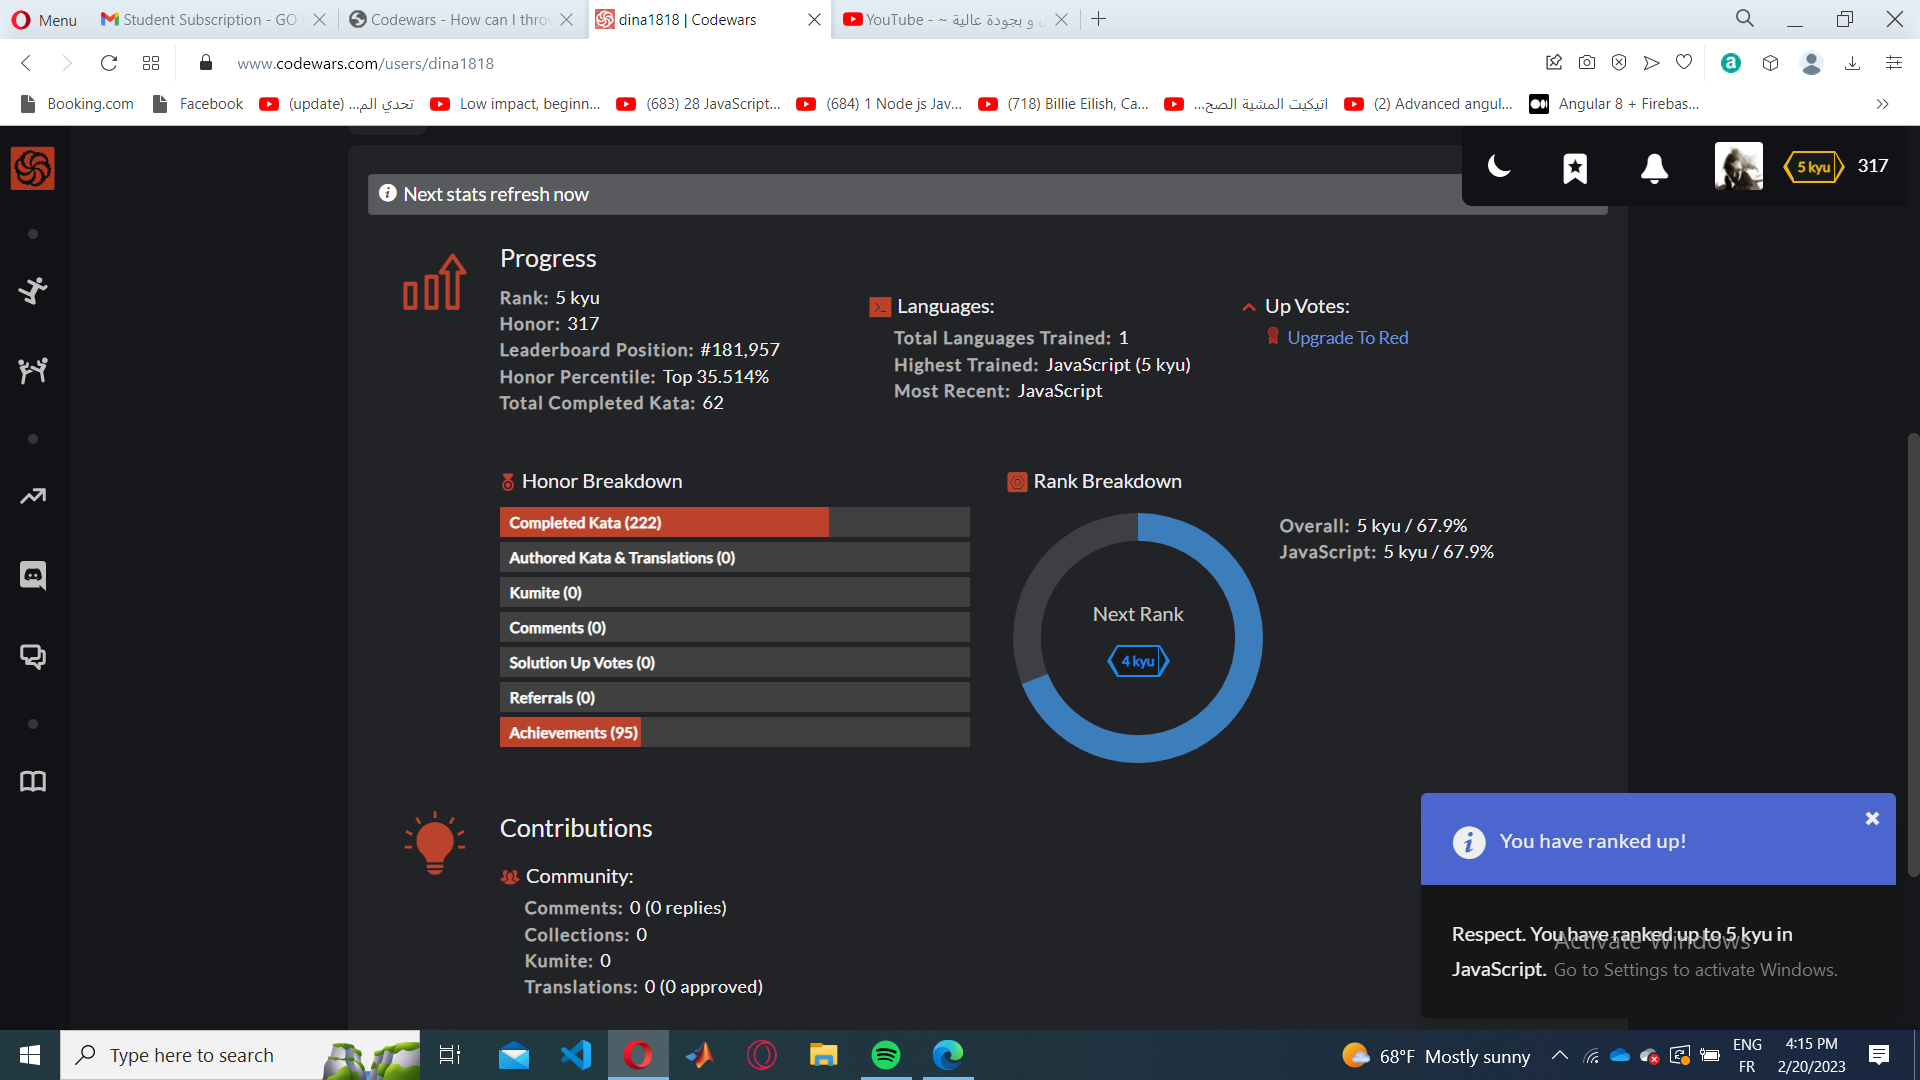 Menu
Student Subscription - GO
Codewars - How can I thro
dina1818 | Codewars
YouTube - ~ و بجودة عالية
www.codewars.com/users/dina1818
Booking.com
Facebook
(update) ...تحدي الم
Low impact, beginn...
(683) 28 JavaScript...
(684) 1 Node js Jav...
(718) Billie Eilish, Ca...
اتيكيت المشية الصح...
(2) Advanced angul...
Angular 8 + Firebas...
5 kyu 317
Next stats refresh now
Progress
Rank: 5 kyu
Honor: 317
Leaderboard Position: #181,957
Honor Percentile: Top 35.514%
Total Completed Kata: 62
Languages:
Total Languages Trained: 1
Highest Trained: JavaScript (5 kyu)
Most Recent: JavaScript
Up Votes:
Upgrade To Red
Honor Breakdown
Completed Kata (222)
Authored Kata & Translations (0)
Kumite (0)
Comments (0)
Solution Up Votes (0)
Referrals (0)
Achievements (95)
Rank Breakdown
Next Rank
4 kyu
Overall: 5 kyu / 67.9%
JavaScript: 5 kyu / 67.9%
Contributions
Community:
Comments: 0 (0 replies)
Collections: 0
Kumite: 0
Translations: 0 (0 approved)
You have ranked up!
Respect. You have ranked up to 5 kyu in
JavaScript.
Activate Windows
Go to Settings to activate Windows.
Type here to search
68°F Mostly sunny
ENG
FR
4:15 PM
2/20/2023